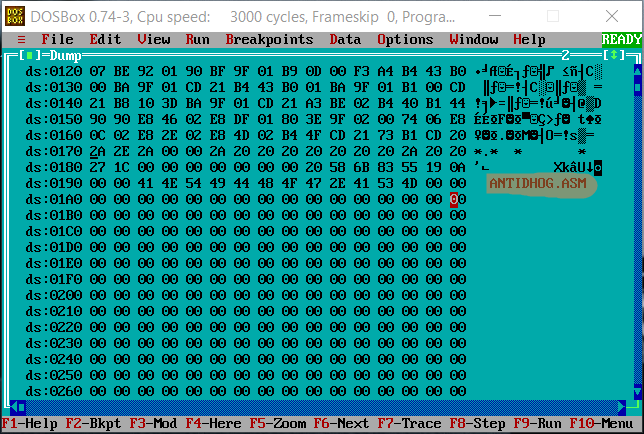 DOSBox 0.74-3, Cpu speed: 3000 cycles, Frameskip 0, Progra...
≡ File Edit View Run Breakpoints Data Options Window Help READY
[■]=Dump 2 [↕]
ds:0120 07 BE 92 01 90 BF 9F 01 B9 0D 00 F3 A4 B4 43 B0
ds:0130 00 BA 9F 01 CD 21 B4 43 B0 01 BA 9F 01 B1 00 CD
ds:0140 21 B8 10 3D BA 9F 01 CD 21 A3 BE 02 B4 40 B1 44
ds:0150 90 90 E8 46 02 E8 DF 01 80 3E 9F 02 00 74 06 E8
ds:0160 0C 02 E8 2E 02 E8 4D 02 B4 4F CD 21 73 B1 CD 20
ds:0170 2A 2E 2A 00 00 2A 20 20 20 20 20 20 20 2A 20 20 *.* * *
ds:0180 27 1C 00 00 00 00 00 00 20 58 6B 83 55 19 0A
ds:0190 00 00 41 4E 54 49 44 48 4F 47 2E 41 53 4D 00 00 ANTIDHOG.ASM
ds:01A0 00 00 00 00 00 00 00 00 00 00 00 00 00 00 00 00
ds:01B0 00 00 00 00 00 00 00 00 00 00 00 00 00 00 00 00
ds:01C0 00 00 00 00 00 00 00 00 00 00 00 00 00 00 00 00
ds:01D0 00 00 00 00 00 00 00 00 00 00 00 00 00 00 00 00
ds:01E0 00 00 00 00 00 00 00 00 00 00 00 00 00 00 00 00
ds:01F0 00 00 00 00 00 00 00 00 00 00 00 00 00 00 00 00
ds:0200 00 00 00 00 00 00 00 00 00 00 00 00 00 00 00 00
ds:0210 00 00 00 00 00 00 00 00 00 00 00 00 00 00 00 00
ds:0220 00 00 00 00 00 00 00 00 00 00 00 00 00 00 00 00
ds:0230 00 00 00 00 00 00 00 00 00 00 00 00 00 00 00 00
ds:0240 00 00 00 00 00 00 00 00 00 00 00 00 00 00 00 00
ds:0250 00 00 00 00 00 00 00 00 00 00 00 00 00 00 00 00
ds:0260 00 00 00 00 00 00 00 00 00 00 00 00 00 00 00 00
F1-Help F2-Bkpt F3-Mod F4-Here F5-Zoom F6-Next F7-Trace F8-Step F9-Run F10-Menu